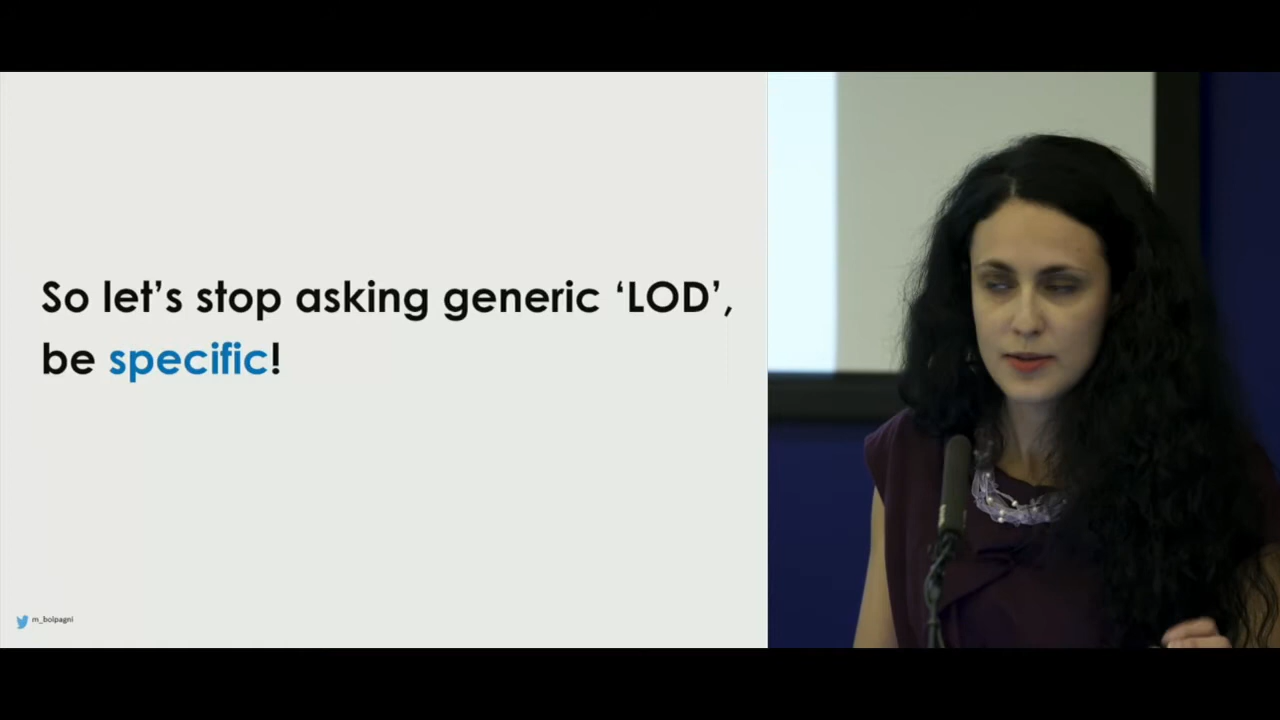 So let's stop asking generic ‘LOD’,
be specific!
m_bolpagni